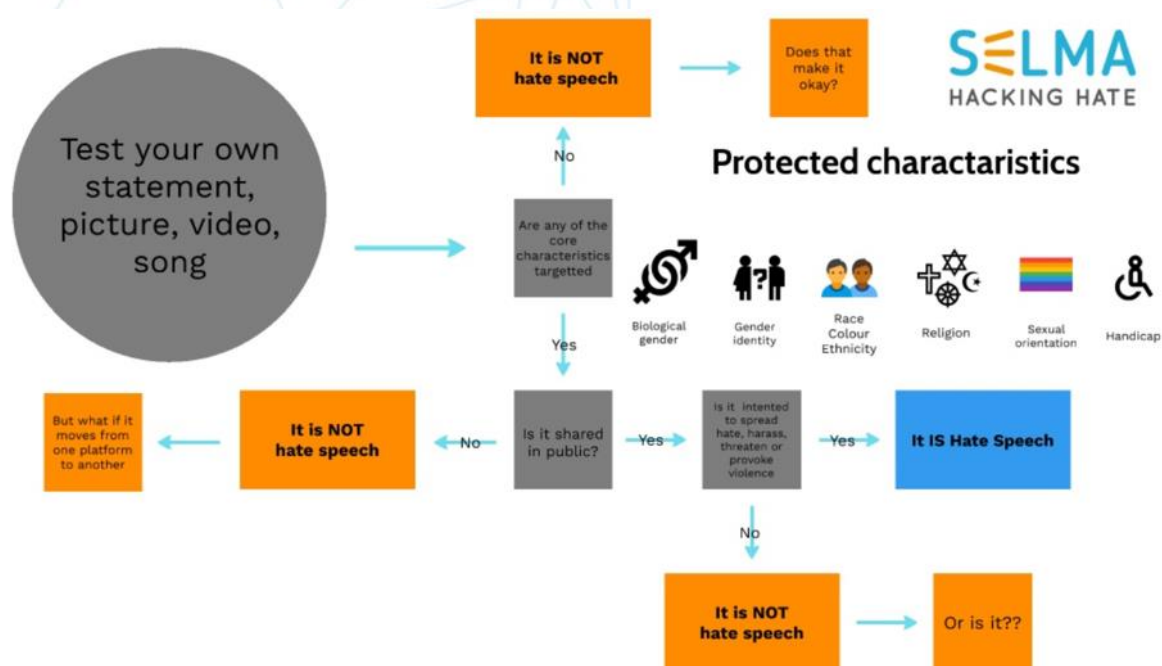 It is NOT
hate speech
Does that
make it
okay?
SELMA
HACKING HATE
Test your own
statement,
picture, video,
song
No
Protected charactaristics
Are any of the
core
characteristics
targetted
?
Biological
gender
Gender
identity
Race
Colour
Ethnicity
Religion
Sexual
orientation
Handicap
Yes
But what if it
moves from
one platform
to another
It is NOT
hate speech
No
Is it shared
in public?
Yes
Is it intented
to spread
hate, harass,
threaten or
provoke
violence
Yes
It IS Hate Speech
No
It is NOT
hate speech
Or is it??